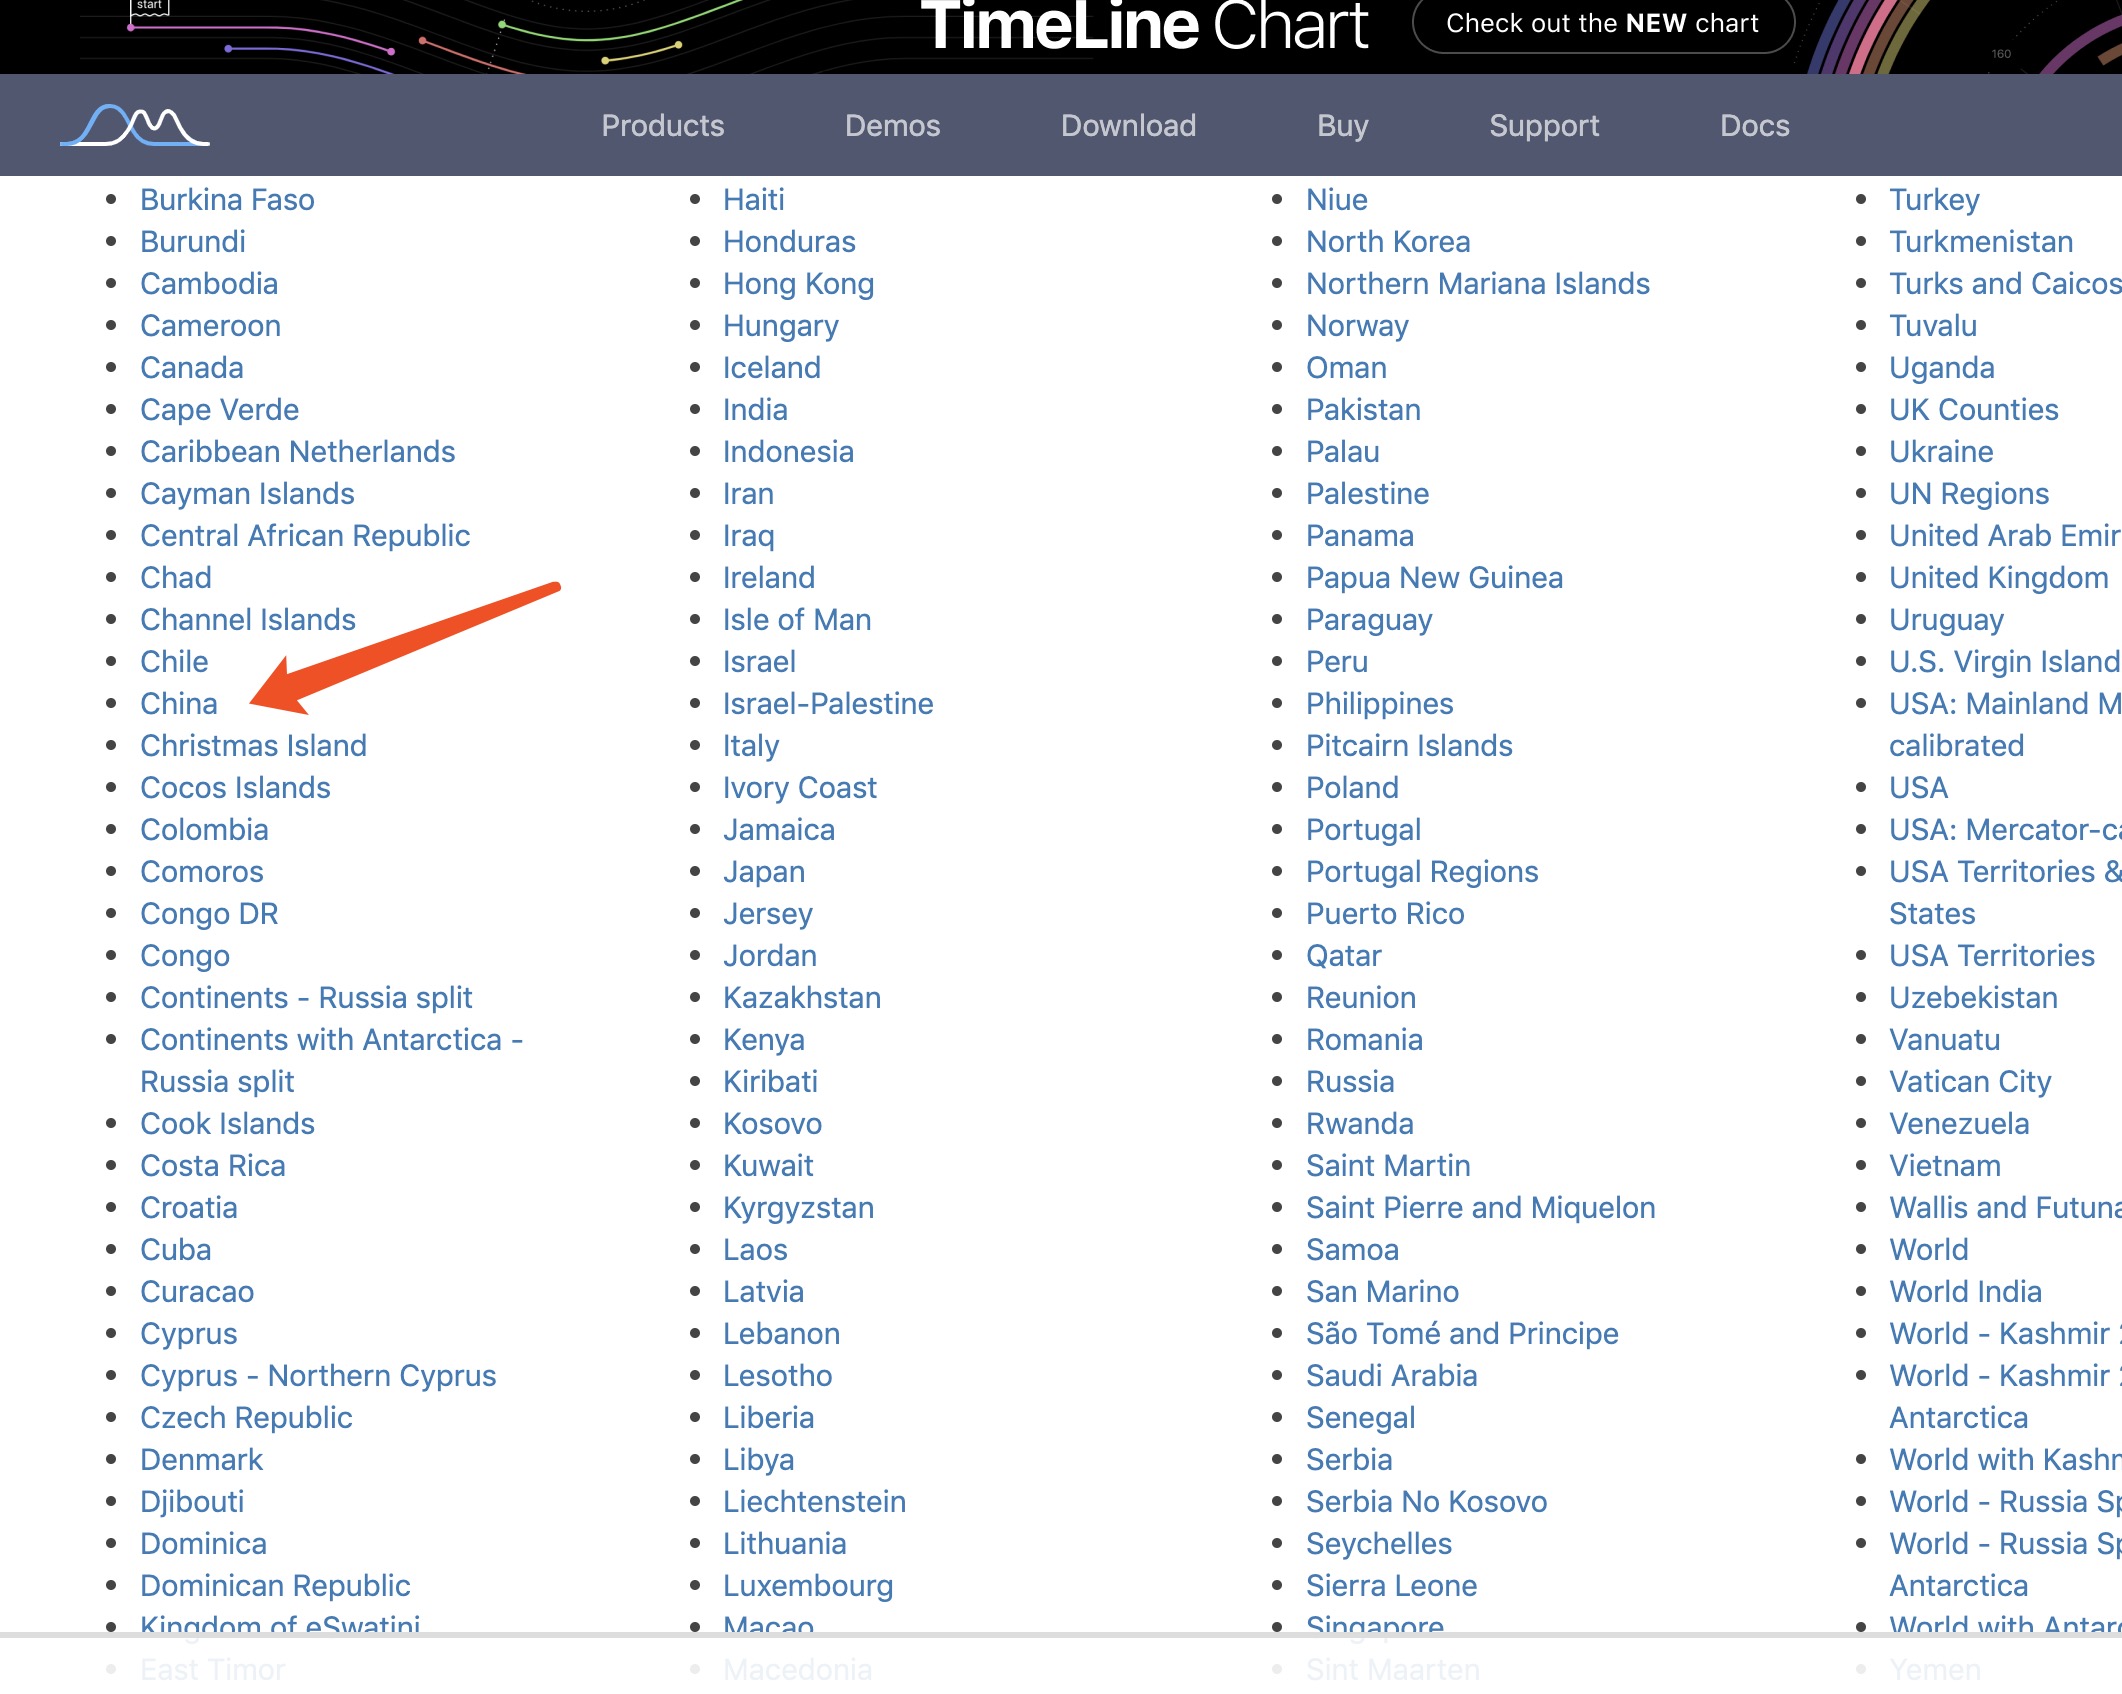 start
TimeLine Chart
Check out the NEW chart
160
Products
Demos
Download
Buy
Support
Docs
Burkina Faso
Burundi
Cambodia
Cameroon
Canada
Cape Verde
Caribbean Netherlands
Cayman Islands
Central African Republic
Chad
Channel Islands
Chile
China
Christmas Island
Cocos Islands
Colombia
Comoros
Congo DR
Congo
Continents - Russia split
Continents with Antarctica -
Russia split
Cook Islands
Costa Rica
Croatia
Cuba
Curacao
Cyprus
Cyprus - Northern Cyprus
Czech Republic
Denmark
Djibouti
Dominica
Dominican Republic
Kingdom of eSwatini
East Timor
Haiti
Honduras
Hong Kong
Hungary
Iceland
India
Indonesia
Iran
Iraq
Ireland
Isle of Man
Israel
Israel-Palestine
Italy
Ivory Coast
Jamaica
Japan
Jersey
Jordan
Kazakhstan
Kenya
Kiribati
Kosovo
Kuwait
Kyrgyzstan
Laos
Latvia
Lebanon
Lesotho
Liberia
Libya
Liechtenstein
Lithuania
Luxembourg
Macao
Macedonia
Niue
North Korea
Northern Mariana Islands
Norway
Oman
Pakistan
Palau
Palestine
Panama
Papua New Guinea
Paraguay
Peru
Philippines
Pitcairn Islands
Poland
Portugal
Portugal Regions
Puerto Rico
Qatar
Reunion
Romania
Russia
Rwanda
Saint Martin
Saint Pierre and Miquelon
Samoa
San Marino
São Tomé and Principe
Saudi Arabia
Senegal
Serbia
Serbia No Kosovo
Seychelles
Sierra Leone
Singapore
Sint Maarten
Turkey
Turkmenistan
Turks and Caicos
Tuvalu
Uganda
UK Counties
Ukraine
UN Regions
United Arab Emir
United Kingdom
Uruguay
U.S. Virgin Island
USA: Mainland M
calibrated
USA
USA: Mercator-ca
USA Territories &
States
USA Territories
Uzebekistan
Vanuatu
Vatican City
Venezuela
Vietnam
Wallis and Futuna
World
World India
World - Kashmir
World - Kashmir
Antarctica
World with Kashm
World - Russia Sp
World - Russia Sp
Antarctica
World with Antarc
Yemen